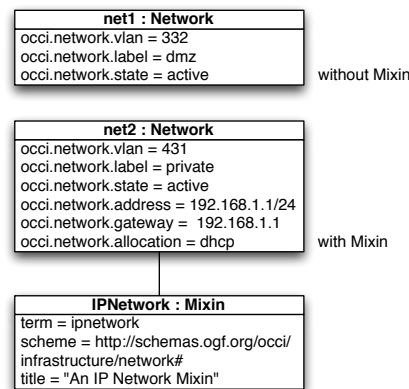 net1 : Network
occi.network.vlan = 332
occi.network.label = dmz
occi.network.state = active
without Mixin
net2 : Network
occi.network.vlan = 431
occi.network.label = private
occi.network.state = active
occi.network.address = 192.168.1.1/24
occi.network.gateway = 192.168.1.1
occi.network.allocation = dhcp
with Mixin
IPNetwork : Mixin
term = ipnetwork
scheme = http://schemas.ogf.org/occi/
infrastructure/network#
title = "An IP Network Mixin"